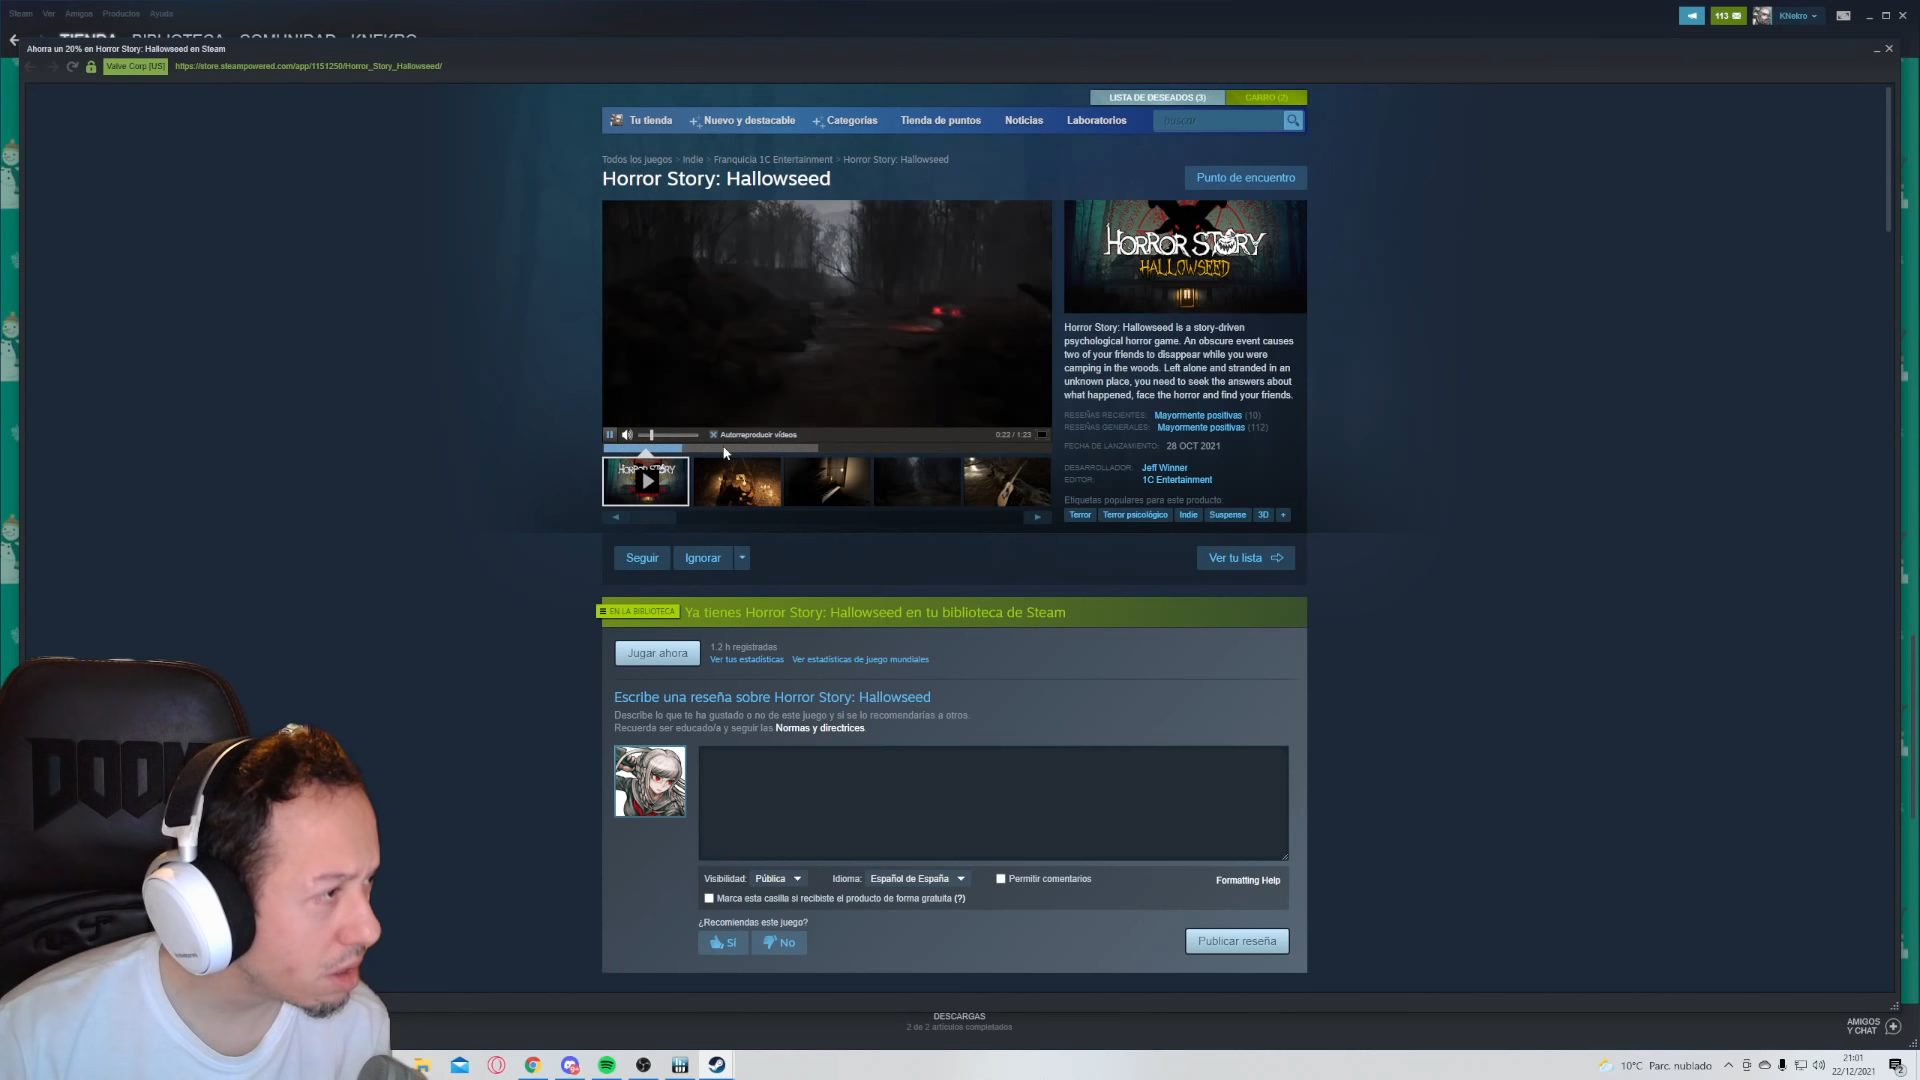 Steam Ver Amigos Productos Ayuda
113
KNekro
TIENDA BIBLIOTECA COMUNIDAD KNEKRO
Ahorra un 20% en Horror Story: Hallowseed en Steam
Valve Corp [US]
https://store.steampowered.com/app/1151250/Horror_Story_Hallowseed/
LISTA DE DESEADOS (3)
CARRO (2)
Tu tienda
Nuevo y destacable
Categorías
Tienda de puntos
Noticias
Laboratorios
buscar
Todos los juegos > Indie > Franquicia 1C Entertainment > Horror Story: Hallowseed
Horror Story: Hallowseed
Punto de encuentro
HORROR STORY
HALLOWSEED
Horror Story: Hallowseed is a story-driven
psychological horror game. An obscure event causes
two of your friends to disappear while you were
camping in the woods. Left alone and stranded in an
unknown place, you need to seek the answers about
what happened, face the horror and find your friends.
RESEÑAS RECIENTES: Mayormente positivas (10)
RESEÑAS GENERALES: Mayormente positivas (112)
FECHA DE LANZAMIENTO: 28 OCT 2021
DESARROLLADOR: Jeff Winner
EDITOR: 1C Entertainment
Etiquetas populares para este producto:
Terror Terror psicológico Indie Suspense 3D +
Autorreproducir vídeos
0:22 / 1:23
HORROR STORY
Seguir
Ignorar
Ver tu lista
EN LA BIBLIOTECA
Ya tienes Horror Story: Hallowseed en tu biblioteca de Steam
Jugar ahora
1.2 h registradas
Ver tus estadísticas Ver estadísticas de juego mundiales
Escribe una reseña sobre Horror Story: Hallowseed
Describe lo que te ha gustado o no de este juego y si se lo recomendarías a otros.
Recuerda ser educado/a y seguir las Normas y directrices
Visibilidad: Pública
Idioma: Español de España
Permitir comentarios
Formatting Help
Marca esta casilla si recibiste el producto de forma gratuita (?)
¿Recomiendas este juego?
Sí
No
Publicar reseña
DOOM
DESCARGAS
2 de 2 artículos completados
AMIGOS
Y CHAT
10°C Parc. nublado
21:01
22/12/2021